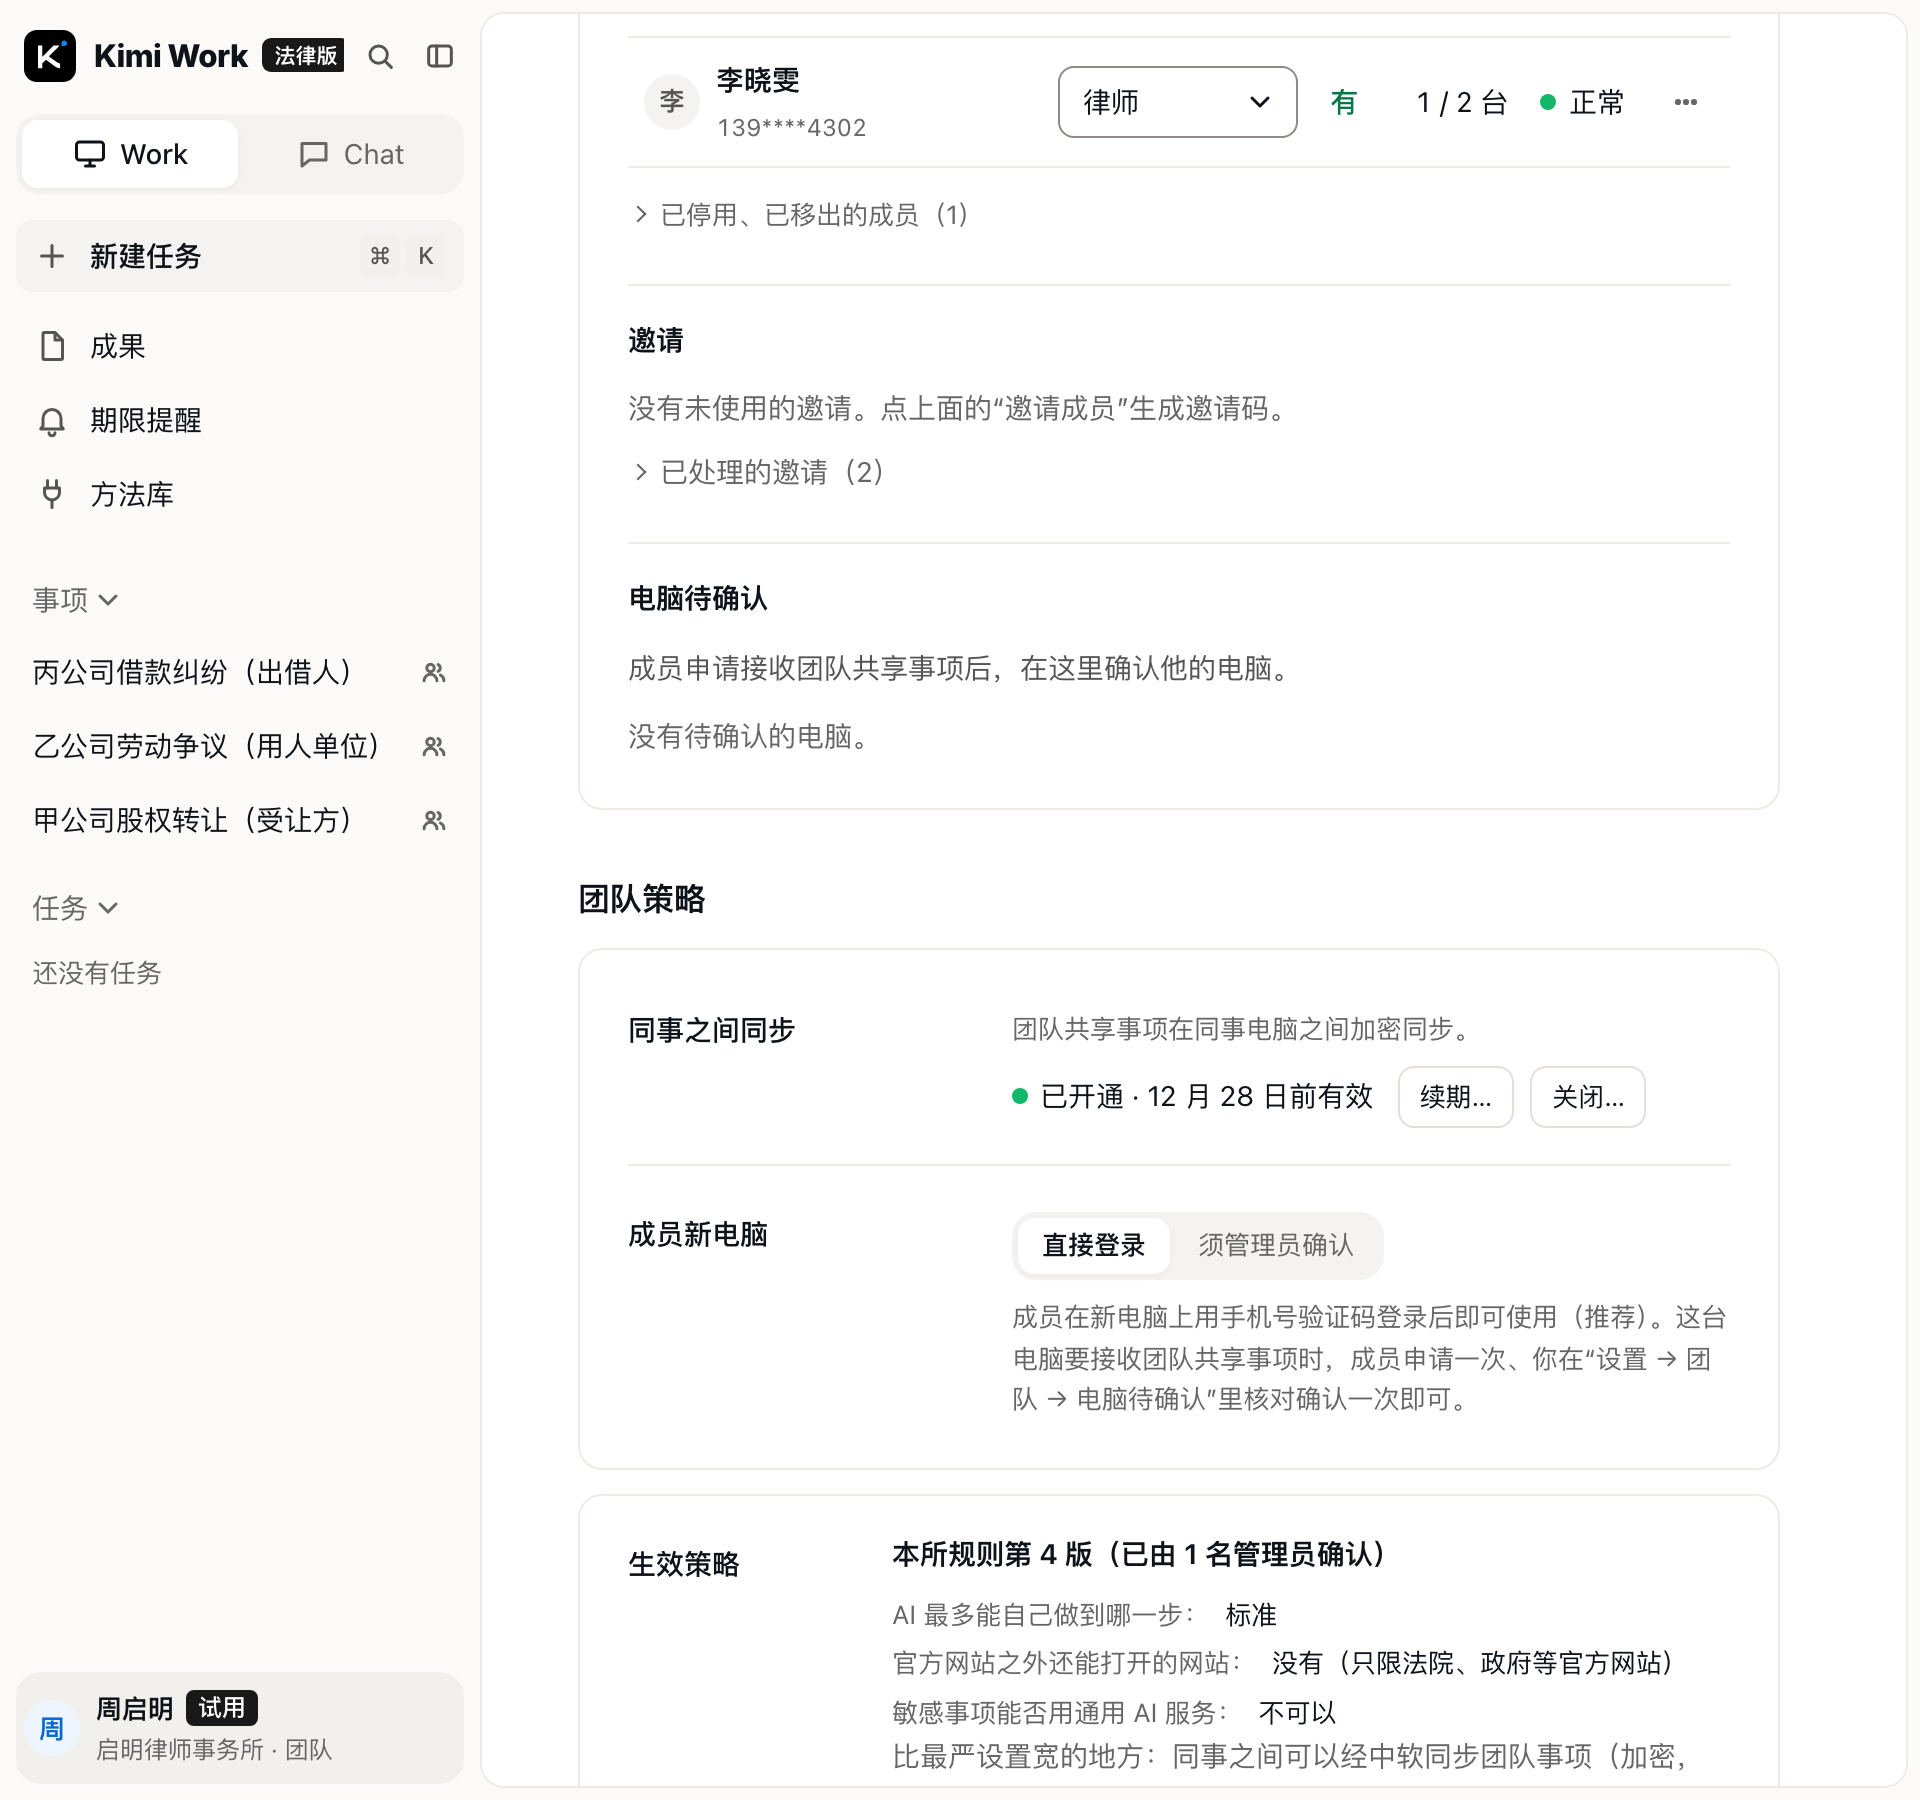 Kimi Work 法律版
Work
Chat
新建任务 ⌘ K
成果
期限提醒
方法库
事项
丙公司借款纠纷（出借人）
乙公司劳动争议（用人单位）
甲公司股权转让（受让方）
任务
还没有任务
周 周启明 试用
启明律师事务所 · 团队
李 李晓雯
139****4302
律师 有 1 / 2 台 正常
已停用、已移出的成员（1）
邀请
没有未使用的邀请。点上面的“邀请成员”生成邀请码。
已处理的邀请（2）
电脑待确认
成员申请接收团队共享事项后，在这里确认他的电脑。
没有待确认的电脑。
团队策略
同事之间同步
团队共享事项在同事电脑之间加密同步。
已开通 · 12 月 28 日前有效 续期... 关闭...
成员新电脑
直接登录 须管理员确认
成员在新电脑上用手机号验证码登录后即可使用（推荐）。这台
电脑要接收团队共享事项时，成员申请一次、你在“设置 → 团
队 → 电脑待确认”里核对确认一次即可。
生效策略
本所规则第 4 版（已由 1 名管理员确认）
AI 最多能自己做到哪一步： 标准
官方网站之外还能打开的网站： 没有（只限法院、政府等官方网站）
敏感事项能否用通用 AI 服务： 不可以
比最严设置宽的地方：同事之间可以经中软同步团队事项（加密，